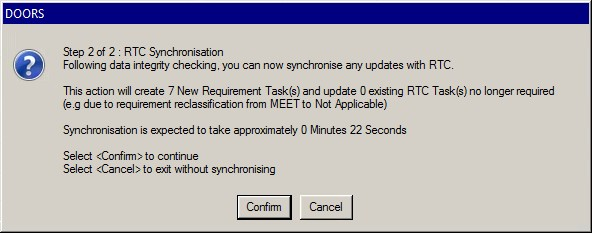 DOORS
Step 2 of 2 : RTC Synchronisation
Following data integrity checking, you can now synchronise any updates with RTC.
This action will create 7 New Requirement Task(s) and update 0 existing RTC Task(s) no longer required
(e.g due to requirement reclassification from MEET to Not Applicable)
Synchronisation is expected to take approximately 0 Minutes 22 Seconds
Select <Confirm> to continue
Select <Cancel> to exit without synchronising
Confirm Cancel